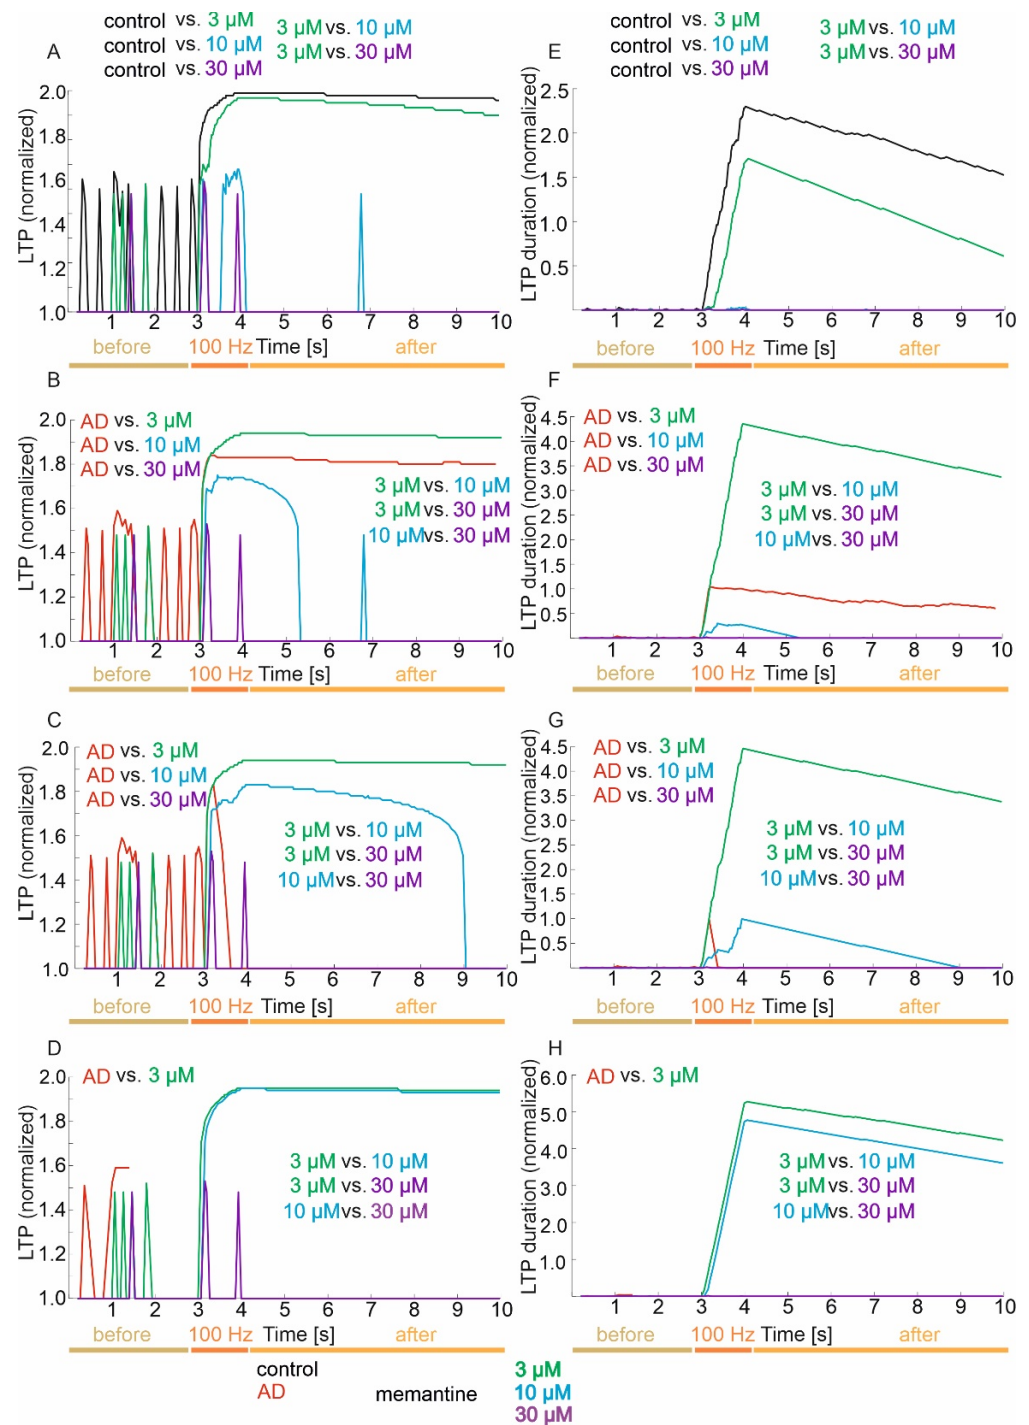 control vs. 3 µM
control vs. 10 µM
control vs. 30 µM
3 µM vs. 10 µM
3 µM vs. 30 µM
A
LTP (normalized)
2.0
1.8
1.6
1.4
1.2
1.0
1 2 3 4 5 6 7 8 9 10
before 100 Hz Time [s] after
control vs. 3 µM
control vs. 10 µM
control vs. 30 µM
3 µM vs. 10 µM
3 µM vs. 30 µM
E
LTP duration (normalized)
2.5
2.0
1.5
1.0
0.5
1 2 3 4 5 6 7 8 9 10
before 100 Hz Time [s] after
B
AD vs. 3 µM
AD vs. 10 µM
AD vs. 30 µM
3 µM vs. 10 µM
3 µM vs. 30 µM
10 µM vs. 30 µM
LTP (normalized)
2.0
1.8
1.6
1.4
1.2
1.0
1 2 3 4 5 6 7 8 9 10
before 100 Hz Time [s] after
F
AD vs. 3 µM
AD vs. 10 µM
AD vs. 30 µM
3 µM vs. 10 µM
3 µM vs. 30 µM
10 µM vs. 30 µM
LTP duration (normalized)
4.5
4.0
3.5
3.0
2.5
2.0
1.5
1.0
0.5
1 2 3 4 5 6 7 8 9 10
before 100 Hz Time [s] after
C
AD vs. 3 µM
AD vs. 10 µM
AD vs. 30 µM
3 µM vs. 10 µM
3 µM vs. 30 µM
10 µM vs. 30 µM
LTP (normalized)
2.0
1.8
1.6
1.4
1.2
1.0
1 2 3 4 5 6 7 8 9 10
before 100 Hz Time [s] after
G
AD vs. 3 µM
AD vs. 10 µM
AD vs. 30 µM
3 µM vs. 10 µM
3 µM vs. 30 µM
10 µM vs. 30 µM
LTP duration (normalized)
4.5
4.0
3.5
3.0
2.5
2.0
1.5
1.0
0.5
1 2 3 4 5 6 7 8 9 10
before 100 Hz Time [s] after
D
AD vs. 3 µM
3 µM vs. 10 µM
3 µM vs. 30 µM
10 µM vs. 30 µM
LTP (normalized)
2.0
1.8
1.6
1.4
1.2
1.0
1 2 3 4 5 6 7 8 9 10
before 100 Hz Time [s] after
H
AD vs. 3 µM
3 µM vs. 10 µM
3 µM vs. 30 µM
10 µM vs. 30 µM
LTP duration (normalized)
6.0
5.0
4.0
3.0
2.0
1.0
1 2 3 4 5 6 7 8 9 10
before 100 Hz Time [s] after
control
AD
memantine
3 µM
10 µM
30 µM